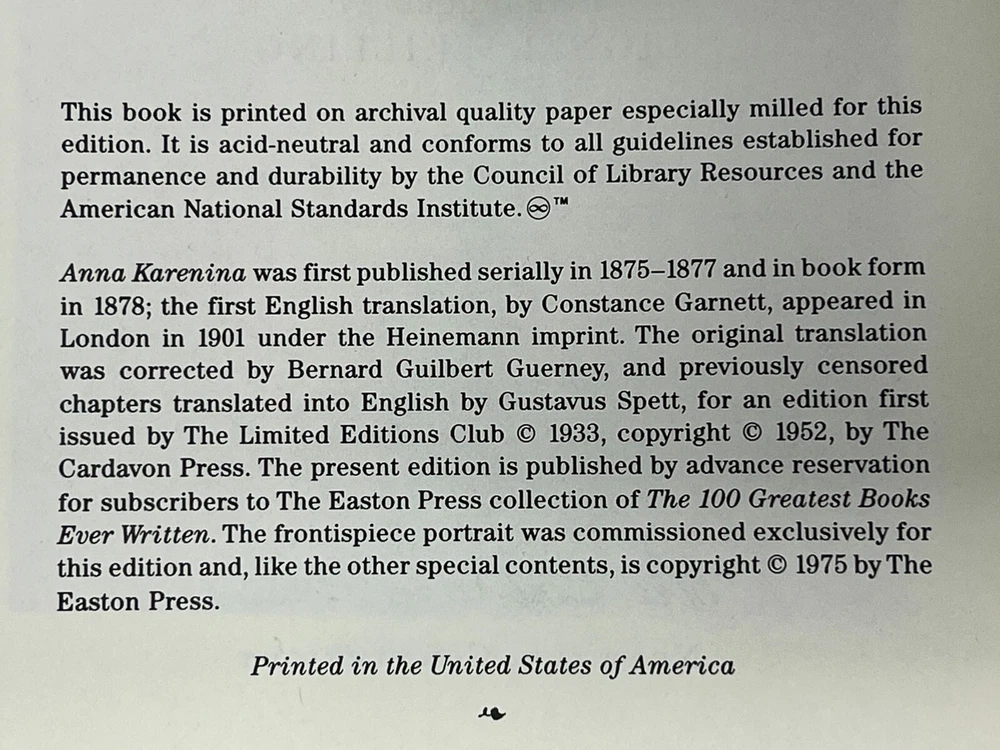 This book is printed on archival quality paper especially milled for this
edition. It is acid-neutral and conforms to all guidelines established for
permanence and durability by the Council of Library Resources and the
American National Standards Institute. ♾™
Anna Karenina was first published serially in 1875–1877 and in book form
in 1878; the first English translation, by Constance Garnett, appeared in
London in 1901 under the Heinemann imprint. The original translation
was corrected by Bernard Guilbert Guerney, and previously censored
chapters translated into English by Gustavus Spett, for an edition first
issued by The Limited Editions Club © 1933, copyright © 1952, by The
Cardavon Press. The present edition is published by advance reservation
for subscribers to The Easton Press collection of The 100 Greatest Books
Ever Written. The frontispiece portrait was commissioned exclusively for
this edition and, like the other special contents, is copyright © 1975 by The
Easton Press.
Printed in the United States of America